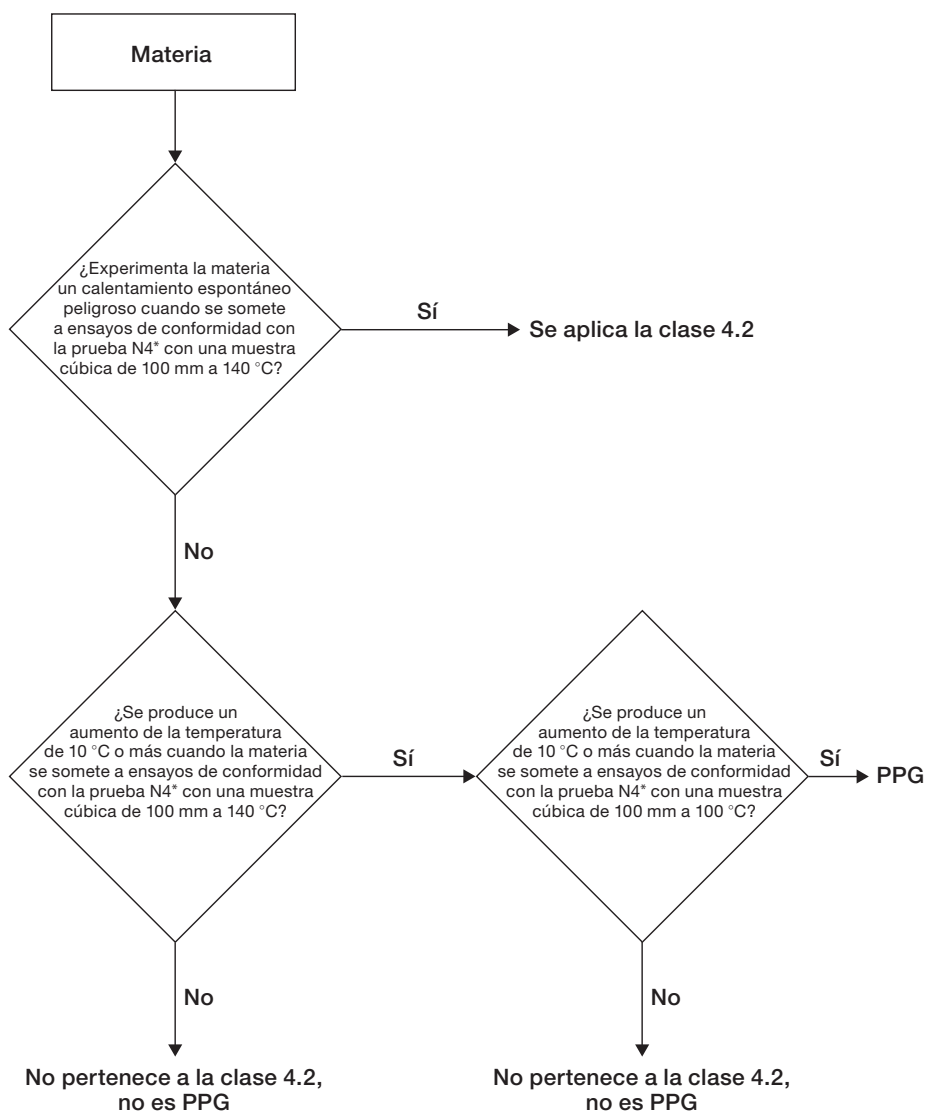 Materia
¿Experimenta la materia
un calentamiento espontáneo
peligroso cuando se somete
a ensayos de conformidad con
la prueba N4* con una muestra
cúbica de 100 mm a 140 °C?
Sí
Se aplica la clase 4.2
No
¿Se produce un
aumento de la temperatura
de 10 °C o más cuando la materia
se somete a ensayos de conformidad
con la prueba N4* con una muestra
cúbica de 100 mm a 140 °C?
Sí
¿Se produce un
aumento de la temperatura
de 10 °C o más cuando la materia
se somete a ensayos de conformidad
con la prueba N4* con una muestra
cúbica de 100 mm a 100 °C?
Sí
PPG
No
No
No pertenece a la clase 4.2,
no es PPG
No pertenece a la clase 4.2,
no es PPG